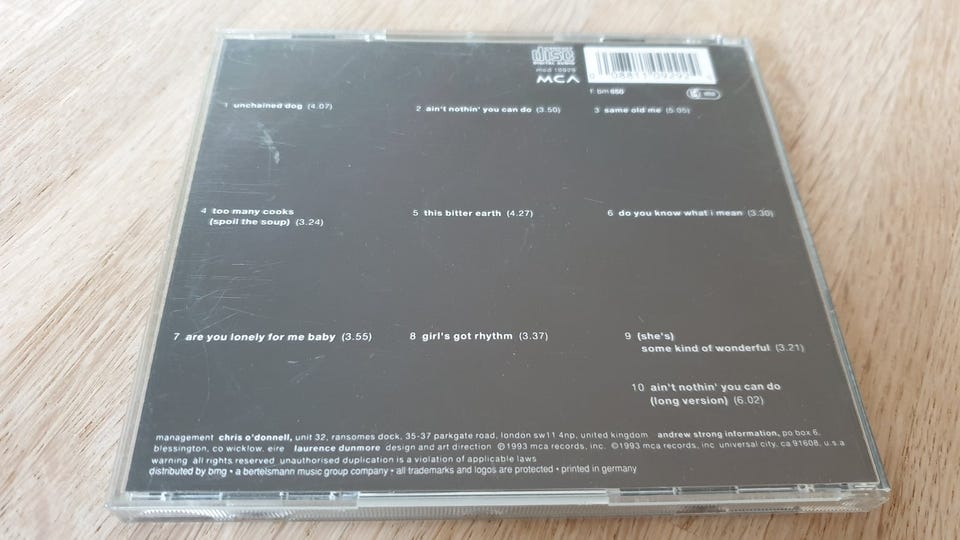 COMPACT
disc
DIGITAL AUDIO
mcd 10929
MCA
f: bm 650
1 unchained dog (4.07)
2 ain't nothin' you can do (3.50)
3 same old me (5.05)
4 too many cooks
(spoil the soup) (3.24)
5 this bitter earth (4.27)
6 do you know what i mean (3.30)
7 are you lonely for me baby (3.55)
8 girl's got rhythm (3.37)
9 (she's)
some kind of wonderful (3.21)
10 ain't nothin' you can do
(long version) (6.02)
management chris o'donnell, unit 32, ransomes dock, 35-37 parkgate road, london sw11 4np, united kingdom andrew strong information, po box 6,
blessington, co wicklow, eire laurence dunmore design and art direction ℗1993 mca records, inc. ©1993 mca records, inc universal city, ca 91608, u.s.a
warning all rights reserved unauthorised duplication is a violation of applicable laws
distributed by bmg • a bertelsmann music group company • all trademarks and logos are protected • printed in germany